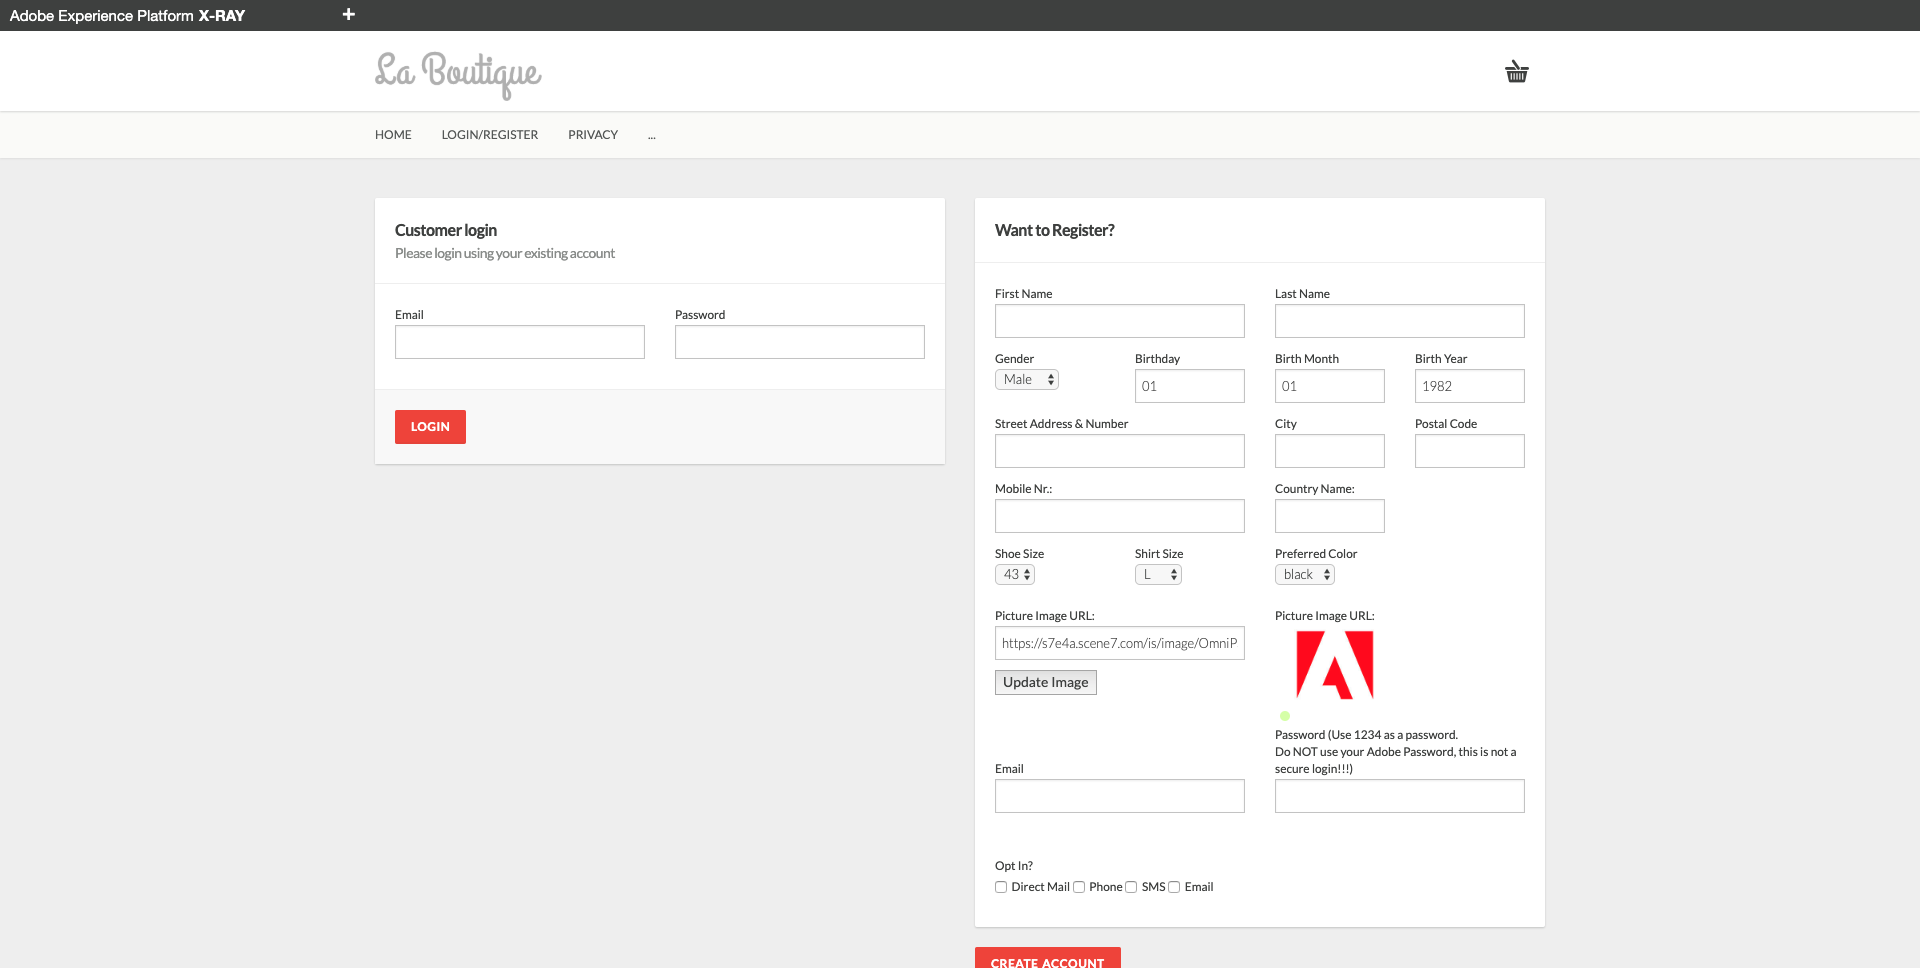 Adobe Experience Platform X-RAY
La Boutique
HOME LOGIN/REGISTER PRIVACY ...
Customer login
Please login using your existing account
Email Password
LOGIN
Want to Register?
First Name Last Name
Gender Birthday Birth Month Birth Year
Male 01 01 1982
Street Address & Number City Postal Code
Mobile Nr.: Country Name:
Shoe Size Shirt Size Preferred Color
43 L black
Picture Image URL: Picture Image URL:
https://s7e4a.scene7.com/is/image/OmniP
Update Image
Password (Use 1234 as a password.
Do NOT use your Adobe Password, this is not a
Email secure login!!!)
Opt In?
Direct Mail Phone SMS Email
CREATE ACCOUNT